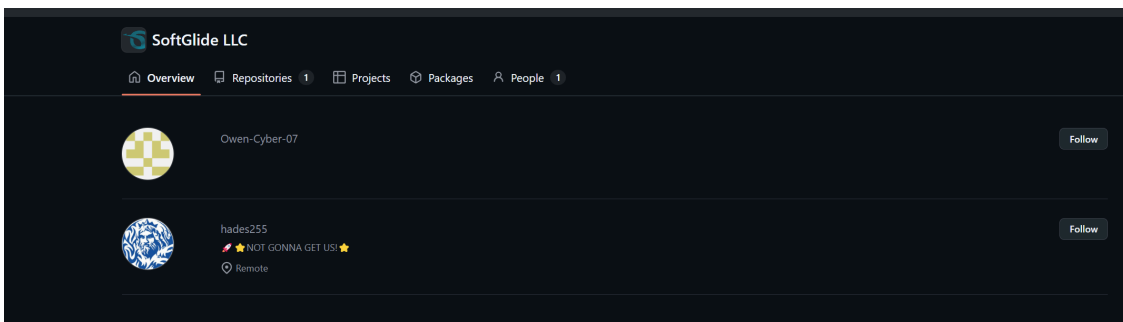 SoftGlide LLC
Overview Repositories 1 Projects Packages People 1
Owen-Cyber-07 Follow
hades255 Follow
🚀 ⭐NOT GONNA GET US!⭐
Remote